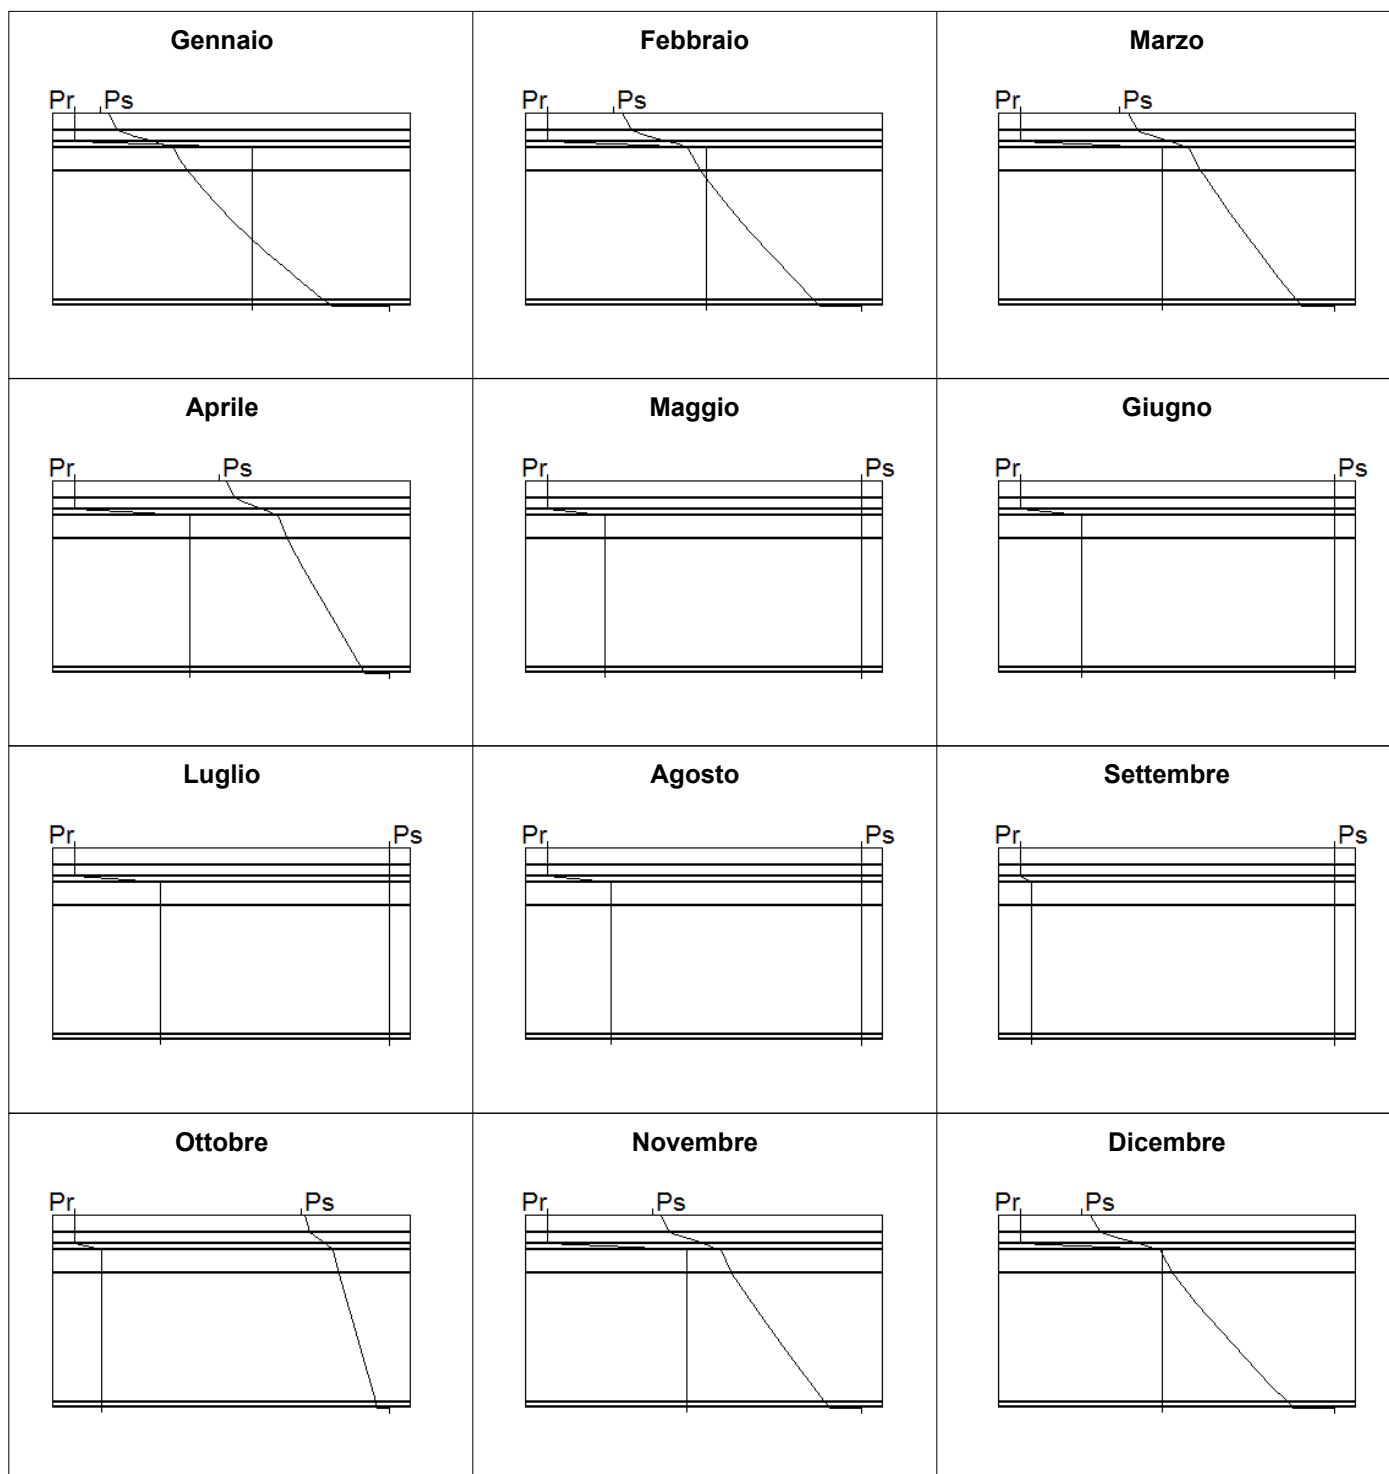 Gennaio Febbraio Marzo
Pr Ps Pr Ps Pr Ps
Aprile Maggio Giugno
Pr Ps Pr Ps Pr Ps
Luglio Agosto Settembre
Pr Ps Pr Ps Pr Ps
Ottobre Novembre Dicembre
Pr Ps Pr Ps Pr Ps